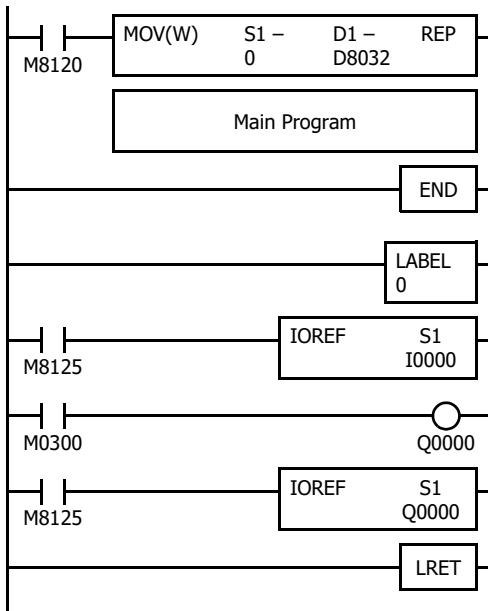 MOV(W) S1 – D1 – REP
0 D8032
M8120
Main Program
END
LABEL
0
IOREF S1
I0000
M8125
M0300
Q0000
IOREF S1
Q0000
M8125
LRET